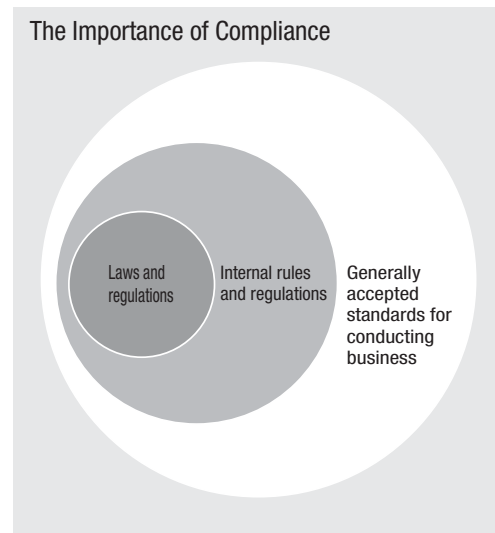 The Importance of Compliance
Laws and
regulations
Internal rules
and regulations
Generally
accepted
standards for
conducting
business